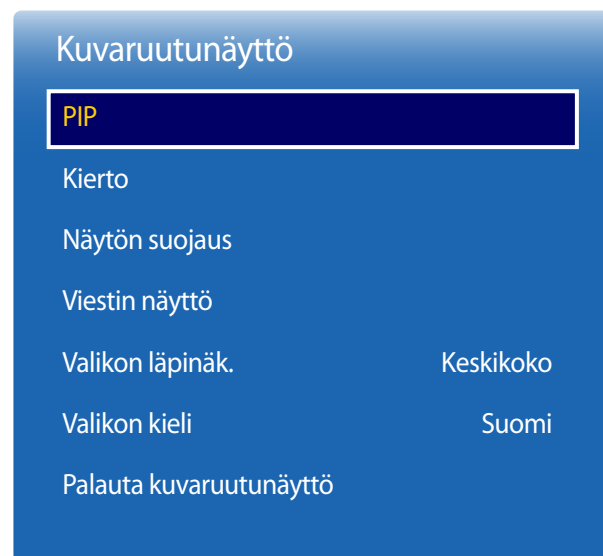 Kuvaruutunäyttö
PIP
Kierto
Näytön suojaus
Viestin näyttö
Valikon läpinäk. Keskikoko
Valikon kieli Suomi
Palauta kuvaruutunäyttö